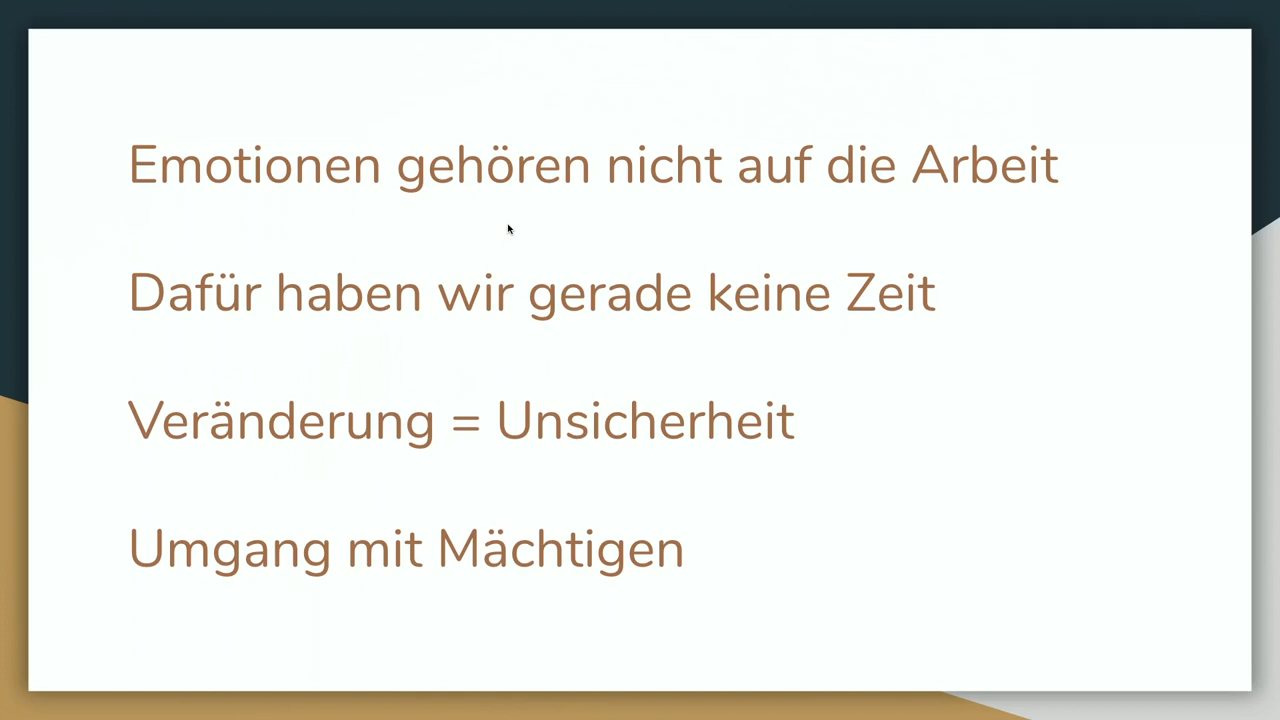 Emotionen gehören nicht auf die Arbeit
Dafür haben wir gerade keine Zeit
Veränderung = Unsicherheit
Umgang mit Mächtigen